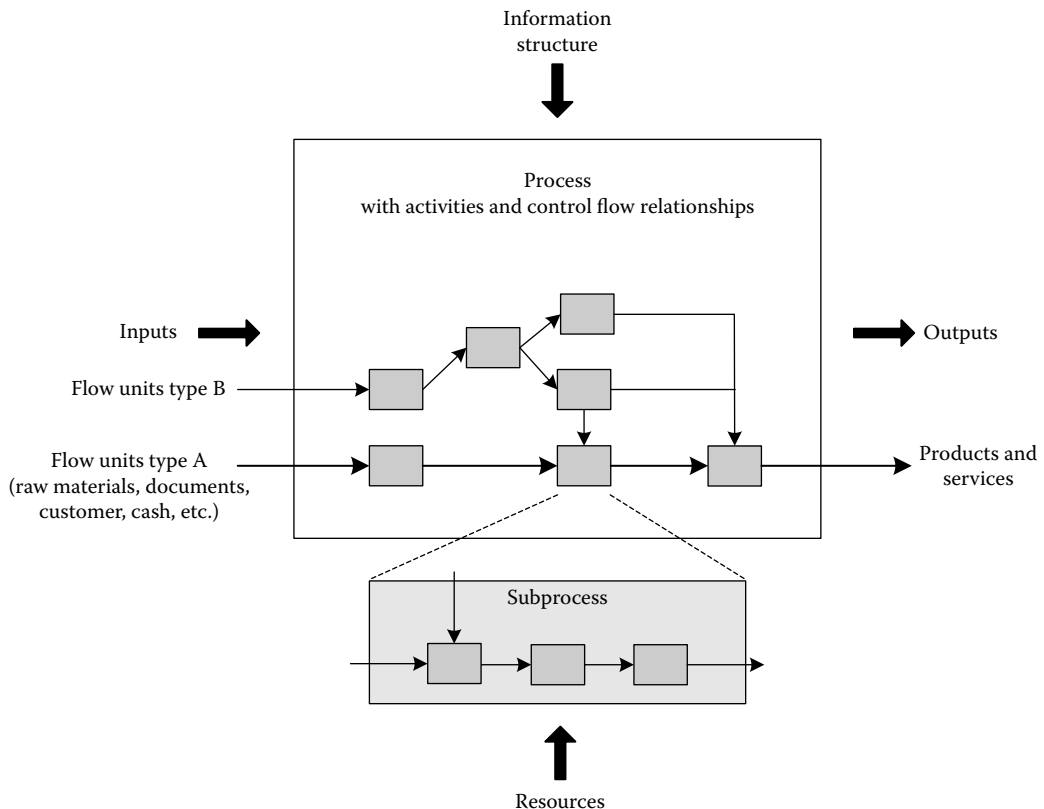 Information
structure
Process
with activities and control flow relationships
Inputs
Outputs
Flow units type B
Flow units type A
(raw materials, documents,
customer, cash, etc.)
Products and
services
Subprocess
Resources